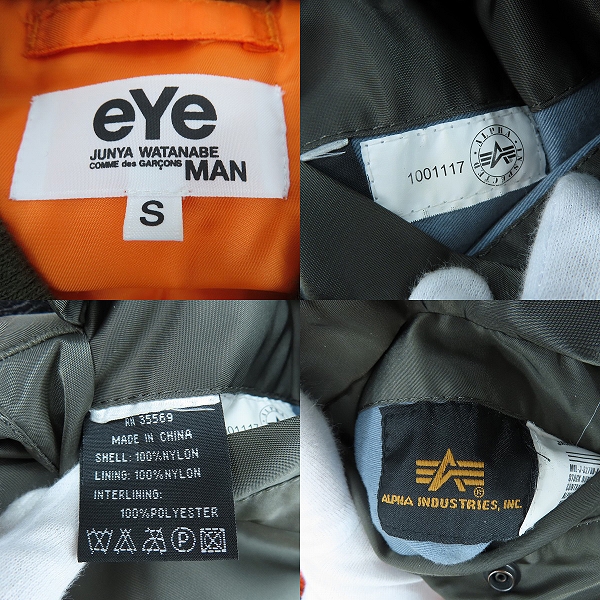 eYe
JUNYA WATANABE
COMME des GARÇONS MAN
S
1001117
ALPHA
INSPECTED
RN 35569
MADE IN CHINA
SHELL: 100%NYLON
LINING: 100%NYLON
INTERLINING:
100%POLYESTER
P
ALPHA INDUSTRIES, INC.